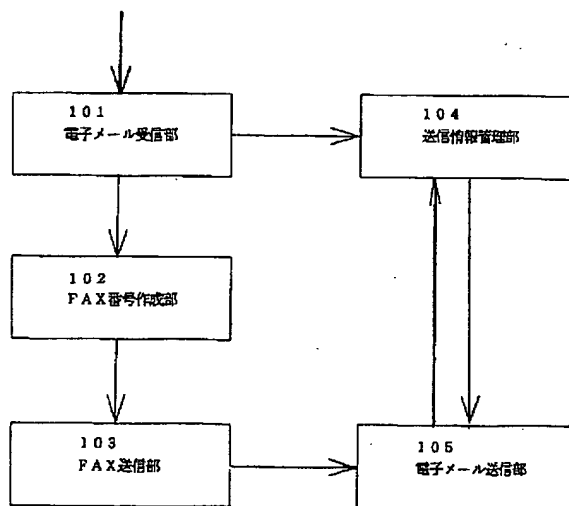 101
電子メール受信部
104
送信情報管理部
102
FAX番号作成部
103
FAX送信部
105
電子メール送信部